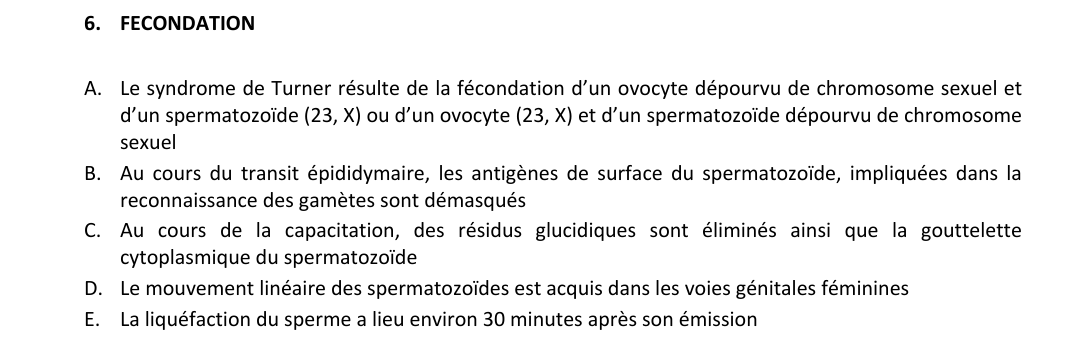 6. FECONDATION
A. Le syndrome de Turner résulte de la fécondation d'un ovocyte dépourvu de chromosome sexuel et
d'un spermatozoïde (23, X) ou d'un ovocyte (23, X) et d'un spermatozoïde dépourvu de chromosome
sexuel
B. Au cours du transit épididymaire, les antigènes de surface du spermatozoïde, impliquées dans la
reconnaissance des gamètes sont démasqués
C. Au cours de la capacitation, des résidus glucidiques sont éliminés ainsi que la gouttelette
cytoplasmique du spermatozoïde
D. Le mouvement linéaire des spermatozoïdes est acquis dans les voies génitales féminines
E. La liquéfaction du sperme a lieu environ 30 minutes après son émission